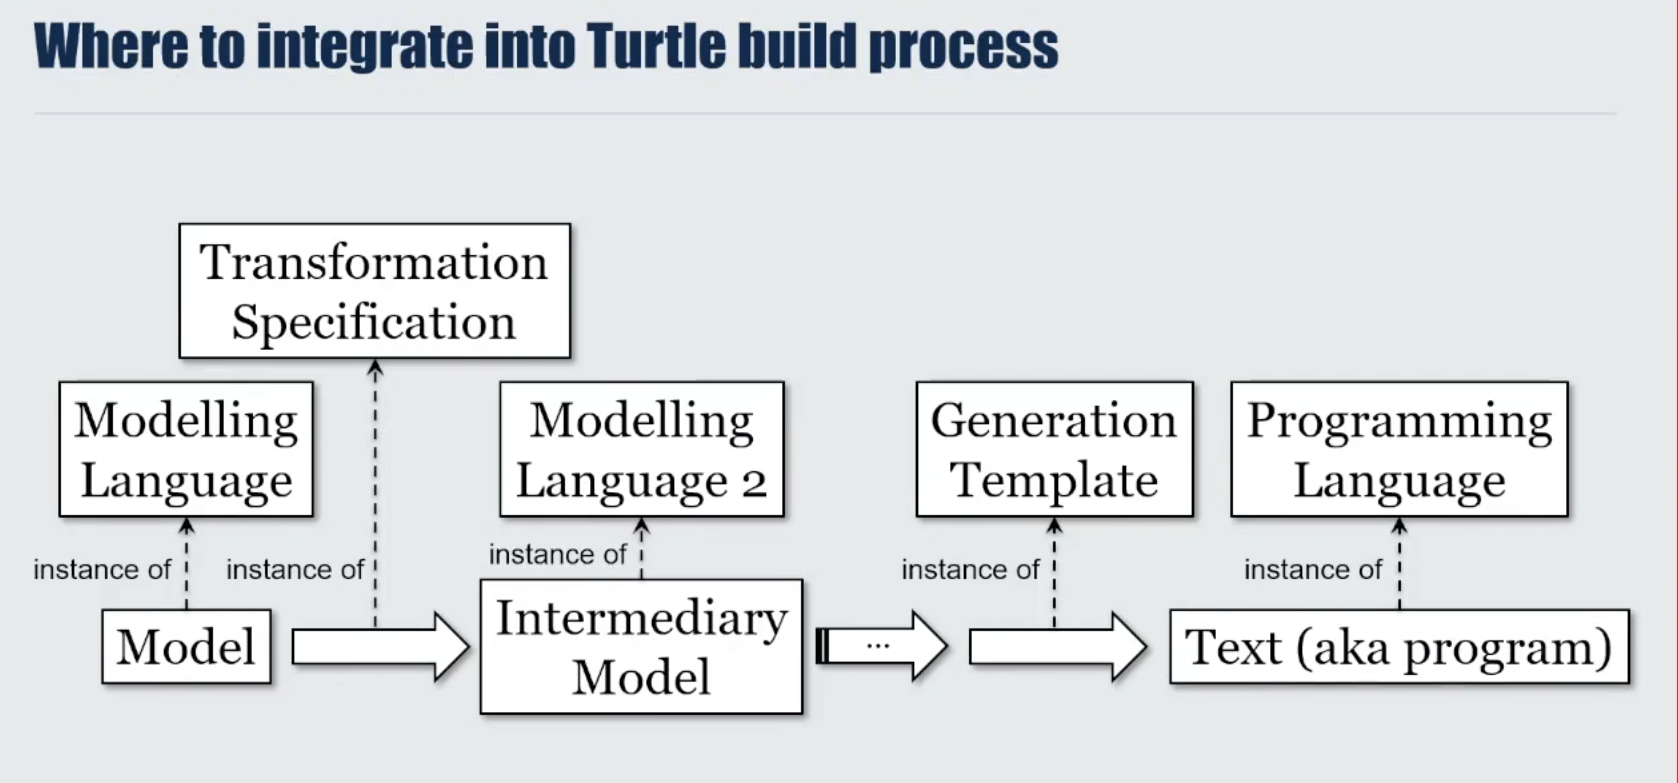 Where to integrate into Turtle build process
Transformation
Specification
Modelling
Language
Modelling
Language 2
Generation
Template
Programming
Language
instance of
instance of
instance of
instance of
instance of
Model
Intermediary
Model
...
Text (aka program)